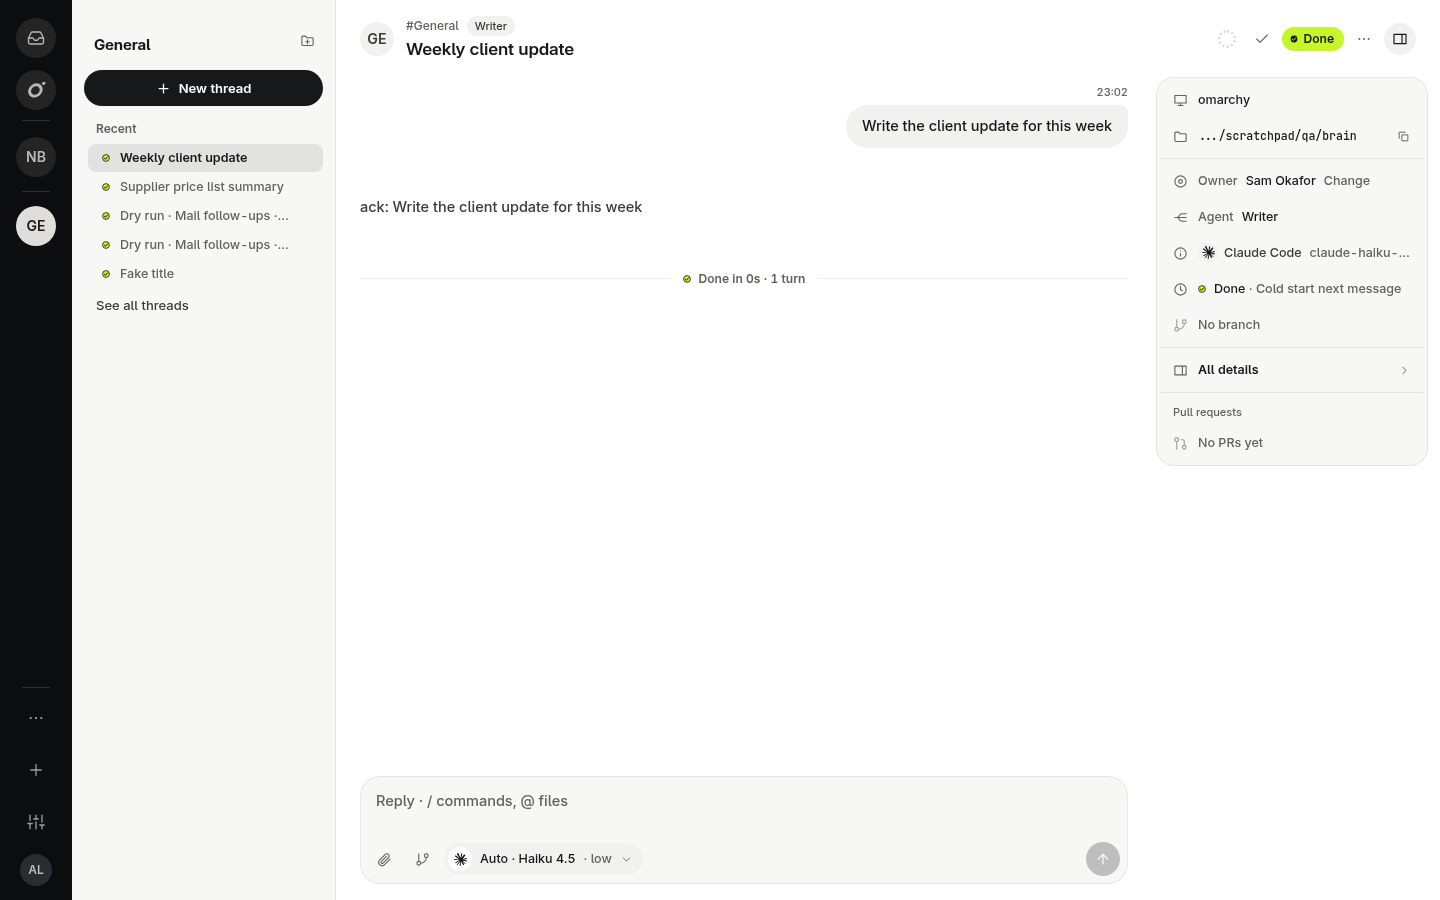 NB
GE
AL
General
New thread
Recent
Weekly client update
Supplier price list summary
Dry run · Mail follow-ups ·...
Dry run · Mail follow-ups ·...
Fake title
See all threads
GE
#General Writer
Weekly client update
Done
23:02
Write the client update for this week
ack: Write the client update for this week
Done in 0s · 1 turn
Reply · / commands, @ files
Auto · Haiku 4.5 · low
omarchy
.../scratchpad/qa/brain
Owner Sam Okafor Change
Agent Writer
Claude Code claude-haiku-...
Done · Cold start next message
No branch
All details
Pull requests
No PRs yet